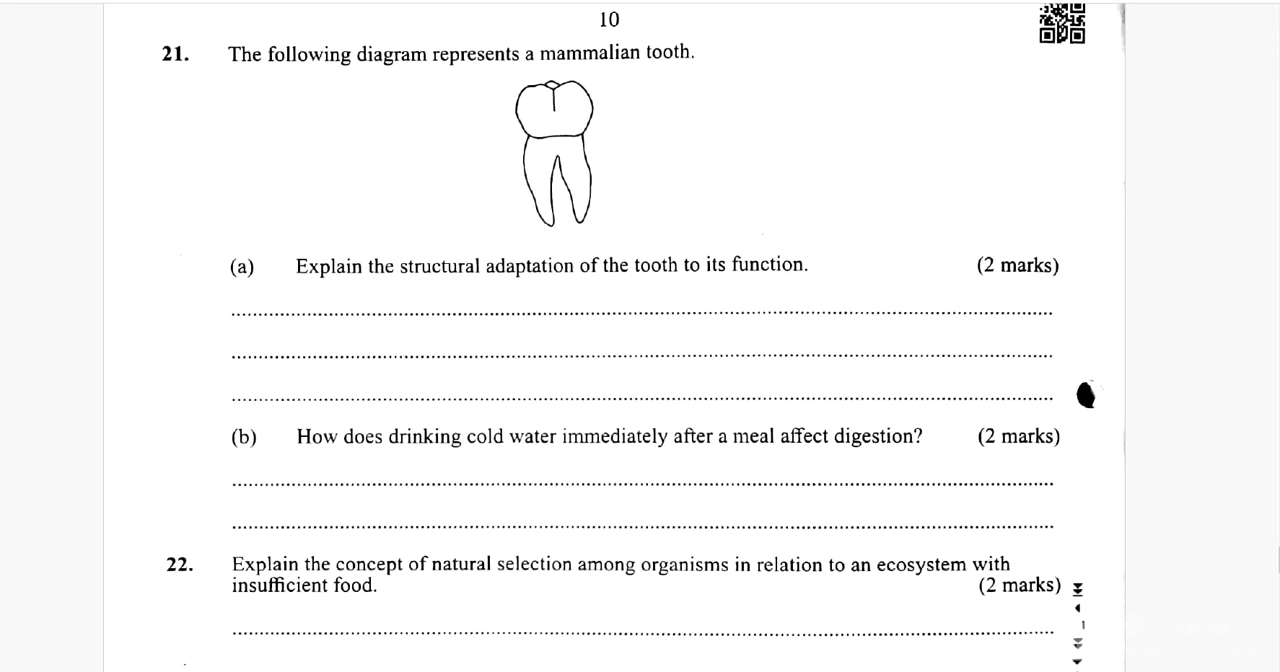 10
21. The following diagram represents a mammalian tooth.
(a) Explain the structural adaptation of the tooth to its function. (2 marks)
(b) How does drinking cold water immediately after a meal affect digestion? (2 marks)
22. Explain the concept of natural selection among organisms in relation to an ecosystem with
insufficient food. (2 marks)